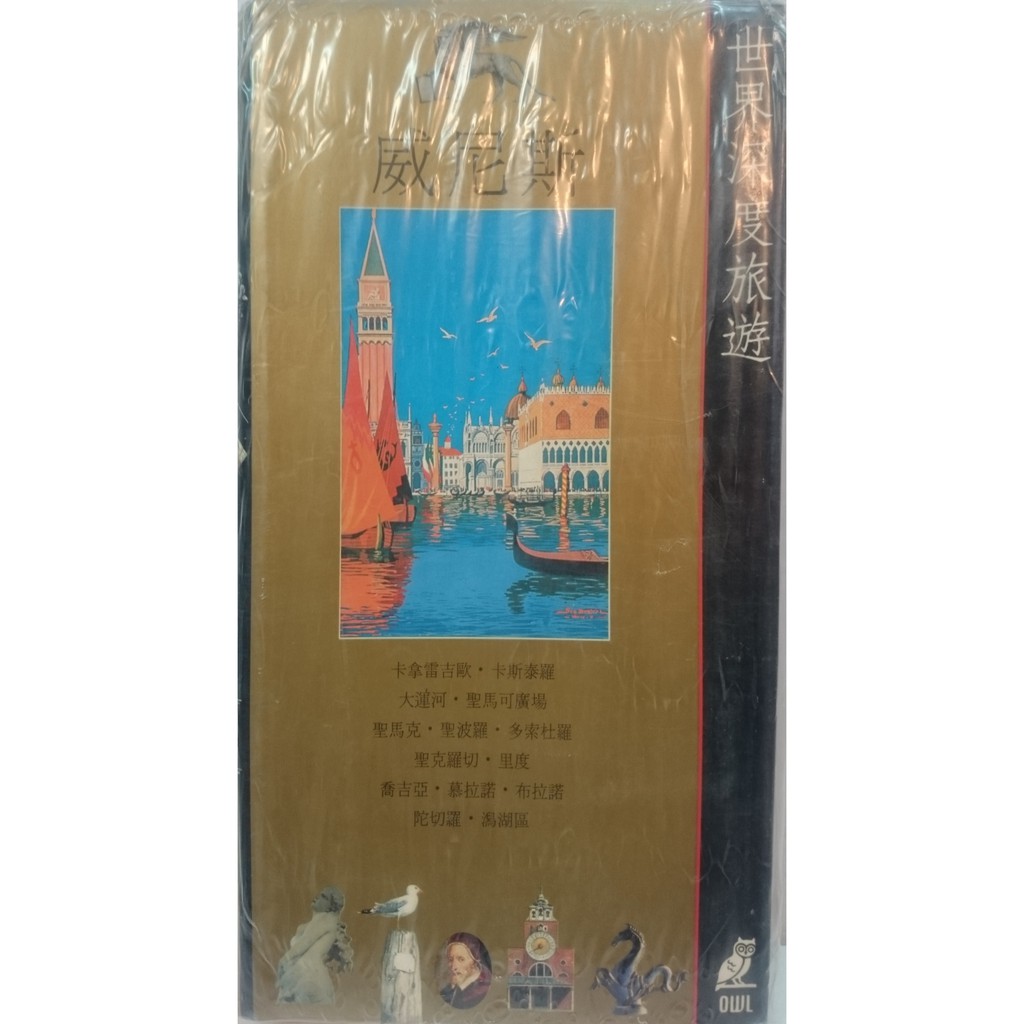 威尼斯
卡拿雷吉歐・卡斯泰羅
大運河・聖馬可廣場
聖馬克・聖波羅・多索杜羅
聖克羅切・里度
喬吉亞・慕拉諾・布拉諾
陀切羅・潟湖區
世界深度旅遊
OWL